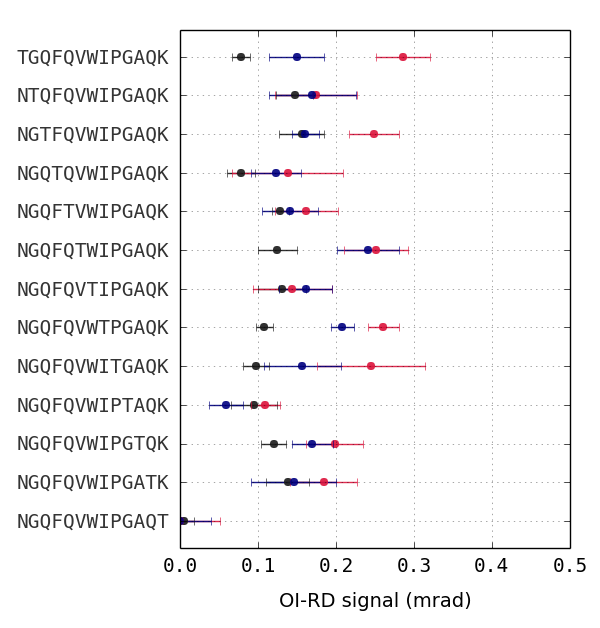 TGQFQVWIPGAQK
NTQFQVWIPGAQK
NGTFQVWIPGAQK
NGQTQVWIPGAQK
NGQFTVWIPGAQK
NGQFQTWIPGAQK
NGQFQVTIPGAQK
NGQFQVWTPGAQK
NGQFQVWITGAQK
NGQFQVWIPTAQK
NGQFQVWIPGTQK
NGQFQVWIPGATK
NGQFQVWIPGAQT
0.0 0.1 0.2 0.3 0.4 0.5
OI-RD signal (mrad)